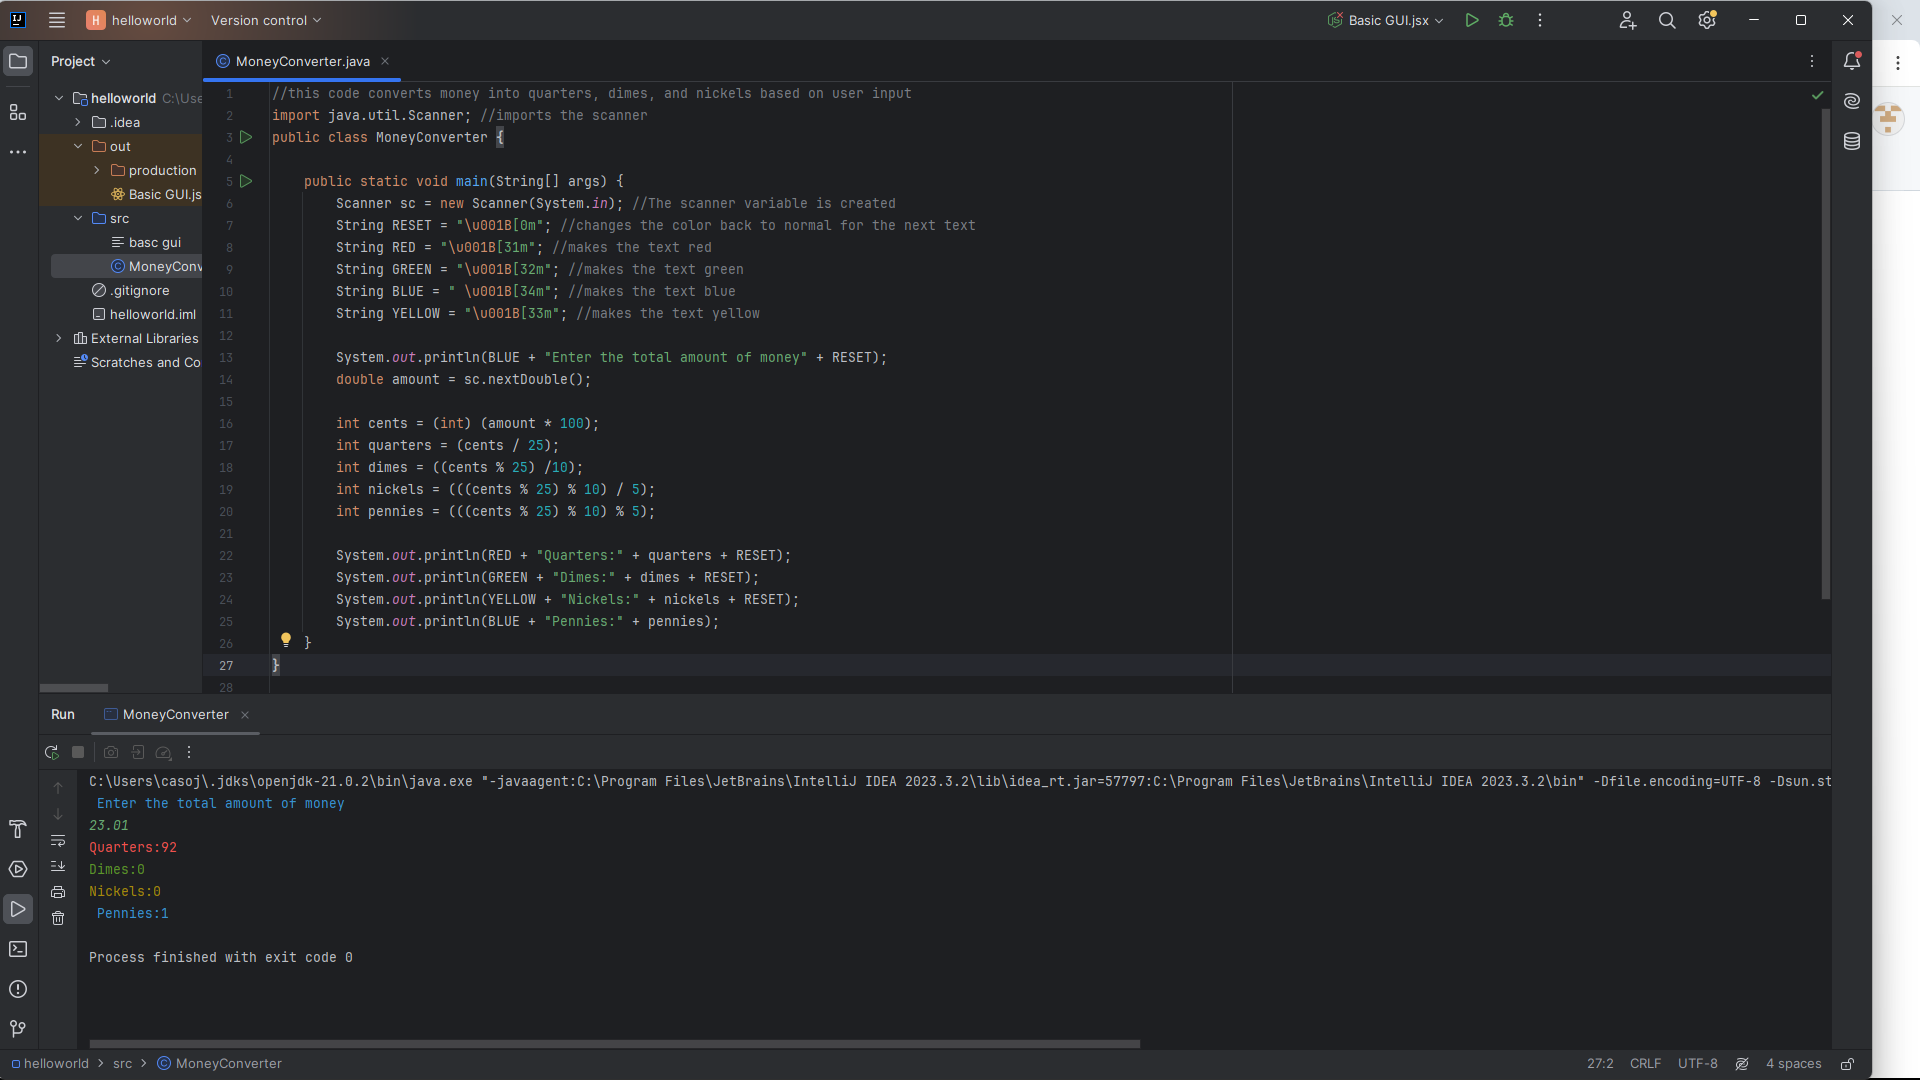 helloworld
Version control
Basic GUI.jsx
Project
MoneyConverter.java
helloworld C:\Use
.idea
out
production
Basic GUI.js
src
basc gui
MoneyConv
.gitignore
helloworld.iml
External Libraries
Scratches and Co
1 //this code converts money into quarters, dimes, and nickels based on user input
2 import java.util.Scanner; //imports the scanner
3 public class MoneyConverter {
4
5 public static void main(String[] args) {
6 Scanner sc = new Scanner(System.in); //The scanner variable is created
7 String RESET = "\u001B[0m"; //changes the color back to normal for the next text
8 String RED = "\u001B[31m"; //makes the text red
9 String GREEN = "\u001B[32m"; //makes the text green
10 String BLUE = " \u001B[34m"; //makes the text blue
11 String YELLOW = "\u001B[33m"; //makes the text yellow
12
13 System.out.println(BLUE + "Enter the total amount of money" + RESET);
14 double amount = sc.nextDouble();
15
16 int cents = (int) (amount * 100);
17 int quarters = (cents / 25);
18 int dimes = ((cents % 25) /10);
19 int nickels = (((cents % 25) % 10) / 5);
20 int pennies = (((cents % 25) % 10) % 5);
21
22 System.out.println(RED + "Quarters:" + quarters + RESET);
23 System.out.println(GREEN + "Dimes:" + dimes + RESET);
24 System.out.println(YELLOW + "Nickels:" + nickels + RESET);
25 System.out.println(BLUE + "Pennies:" + pennies);
26 }
27 }
28
Run MoneyConverter
C:\Users\casoj\.jdks\openjdk-21.0.2\bin\java.exe "-javaagent:C:\Program Files\JetBrains\IntelliJ IDEA 2023.3.2\lib\idea_rt.jar=57797:C:\Program Files\JetBrains\IntelliJ IDEA 2023.3.2\bin" -Dfile.encoding=UTF-8 -Dsun.st
Enter the total amount of money
23.01
Quarters:92
Dimes:0
Nickels:0
Pennies:1
Process finished with exit code 0
helloworld > src > MoneyConverter
27:2 CRLF UTF-8 4 spaces